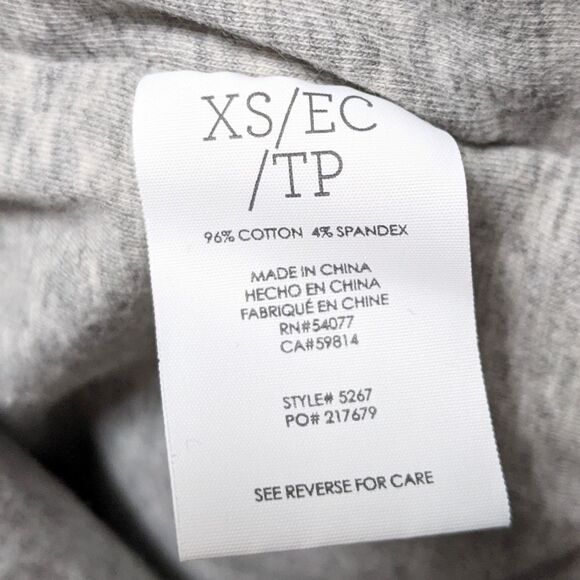 XS/EC
/TP
96% COTTON 4% SPANDEX
MADE IN CHINA
HECHO EN CHINA
FABRIQUÉ EN CHINE
RN#54077
CA#59814
STYLE# 5267
PO# 217679
SEE REVERSE FOR CARE